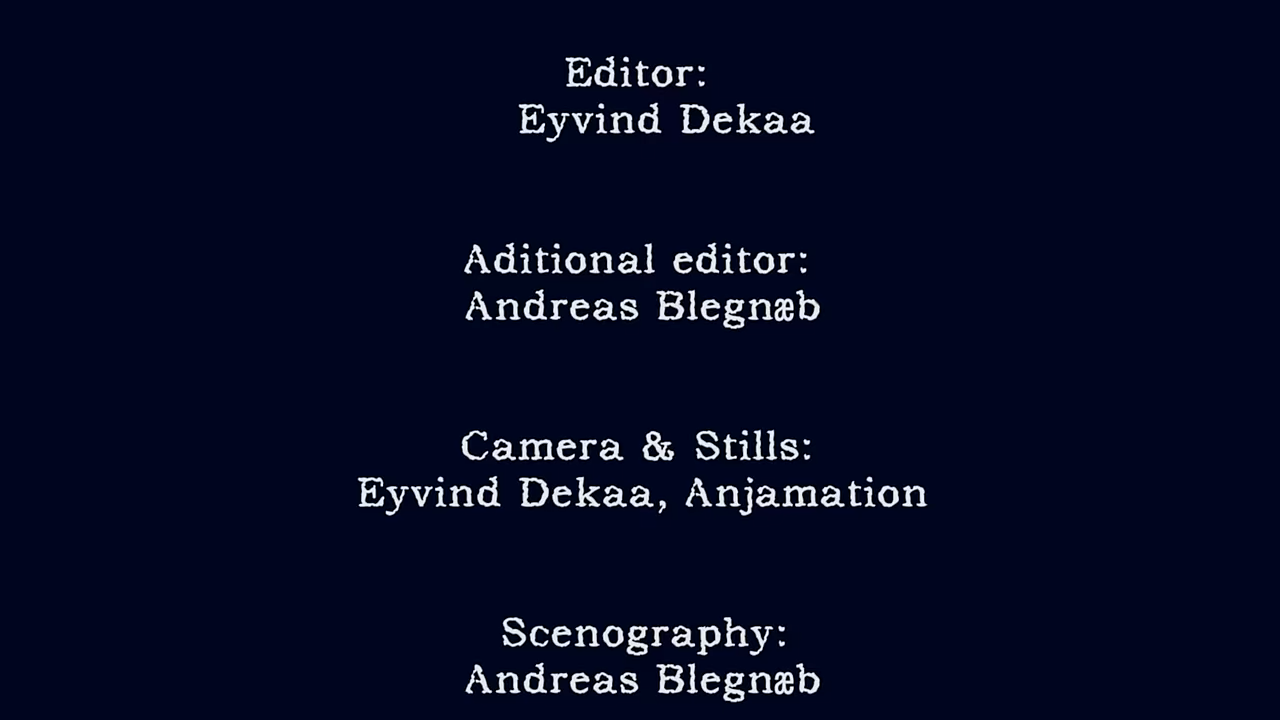 Editor:
Eyvind Dekaa
Aditional editor:
Andreas Blegnæb
Camera & Stills:
Eyvind Dekaa, Anjamation
Scenography:
Andreas Blegnæb